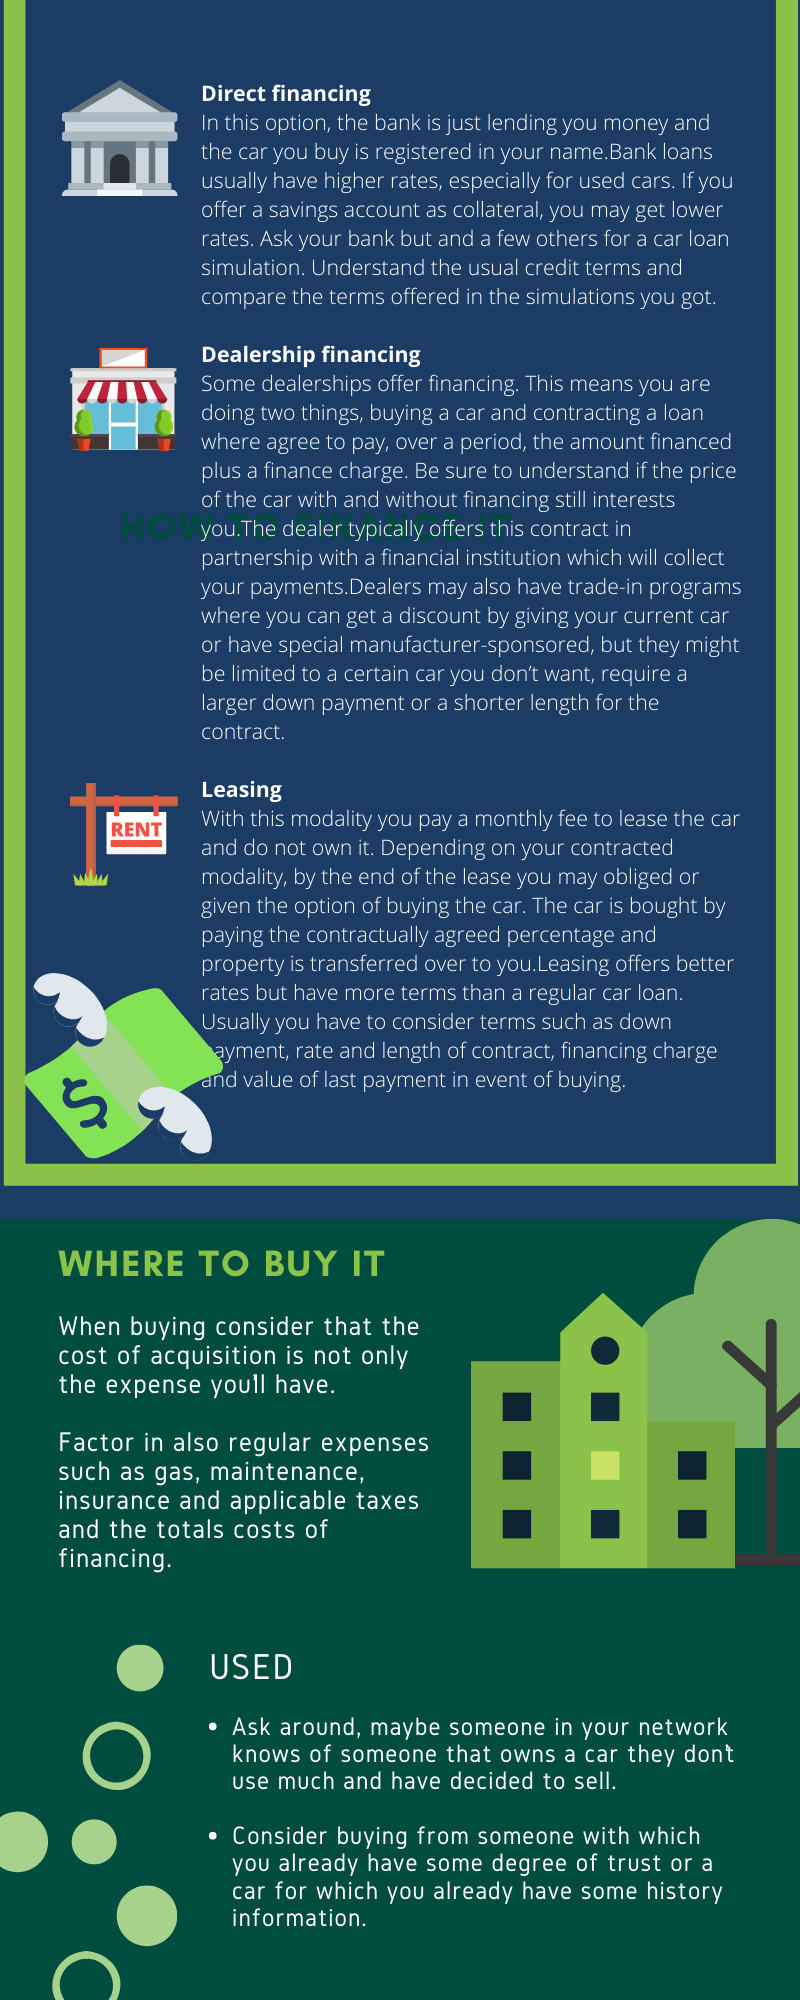 Direct financing
In this option, the bank is just lending you money and
the car you buy is registered in your name.Bank loans
usually have higher rates, especially for used cars. If you
offer a savings account as collateral, you may get lower
rates. Ask your bank but and a few others for a car loan
simulation. Understand the usual credit terms and
compare the terms offered in the simulations you got.
Dealership financing
Some dealerships offer financing. This means you are
doing two things, buying a car and contracting a loan
where agree to pay, over a period, the amount financed
plus a finance charge. Be sure to understand if the price
of the car with and without financing still interests
HOW TO FINANCE IT
you.The dealer typically offers this contract in
partnership with a financial institution which will collect
your payments.Dealers may also have trade-in programs
where you can get a discount by giving your current car
or have special manufacturer-sponsored, but they might
be limited to a certain car you don’t want, require a
larger down payment or a shorter length for the
contract.
RENT
Leasing
With this modality you pay a monthly fee to lease the car
and do not own it. Depending on your contracted
modality, by the end of the lease you may obliged or
given the option of buying the car. The car is bought by
paying the contractually agreed percentage and
property is transferred over to you.Leasing offers better
rates but have more terms than a regular car loan.
Usually you have to consider terms such as down
payment, rate and length of contract, financing charge
and value of last payment in event of buying.
$
WHERE TO BUY IT
When buying consider that the
cost of acquisition is not only
the expense you'll have.
Factor in also regular expenses
such as gas, maintenance,
insurance and applicable taxes
and the totals costs of
financing.
USED
• Ask around, maybe someone in your network
knows of someone that owns a car they don't
use much and have decided to sell.
• Consider buying from someone with which
you already have some degree of trust or a
car for which you already have some history
information.